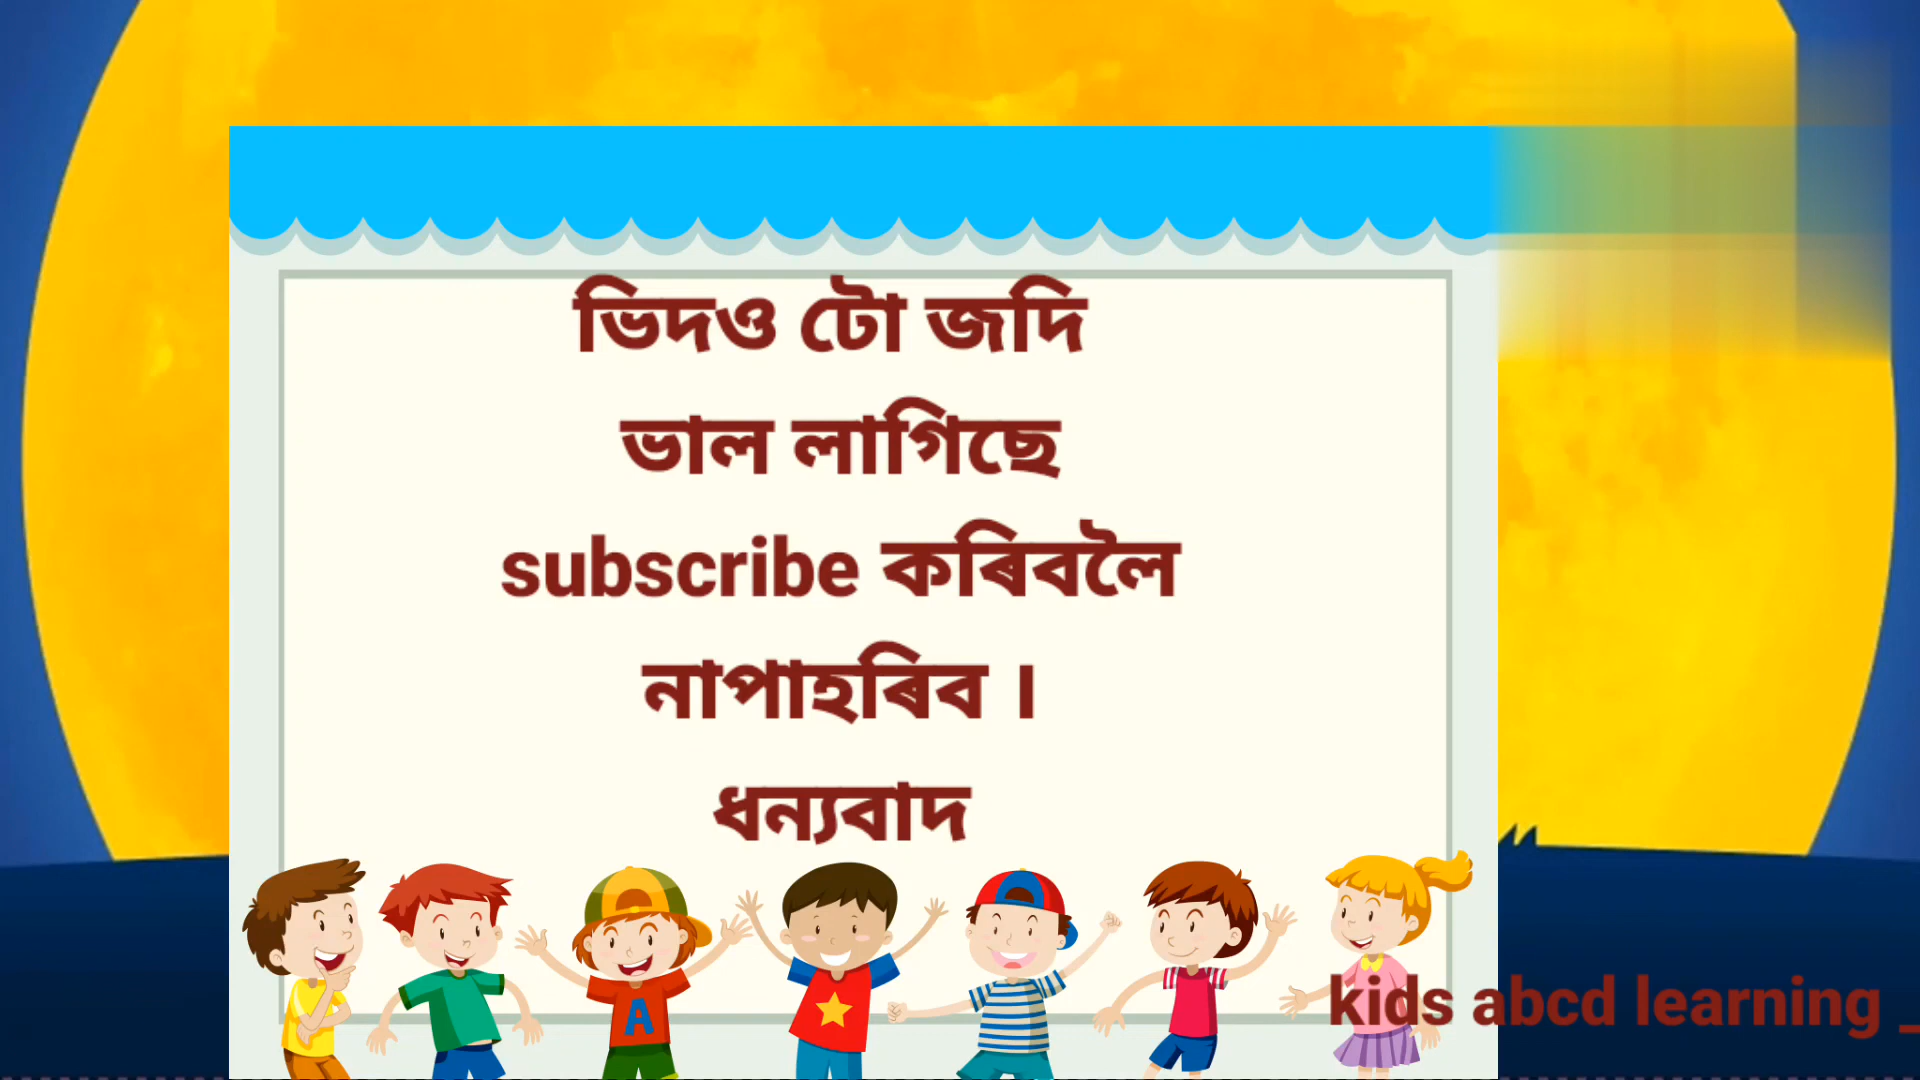 ভিদও টো জদি
ভাল লাগিছে
subscribe কৰিবলৈ
নাপাহৰিব ।
ধন্যবাদ
A
kids abcd learning _